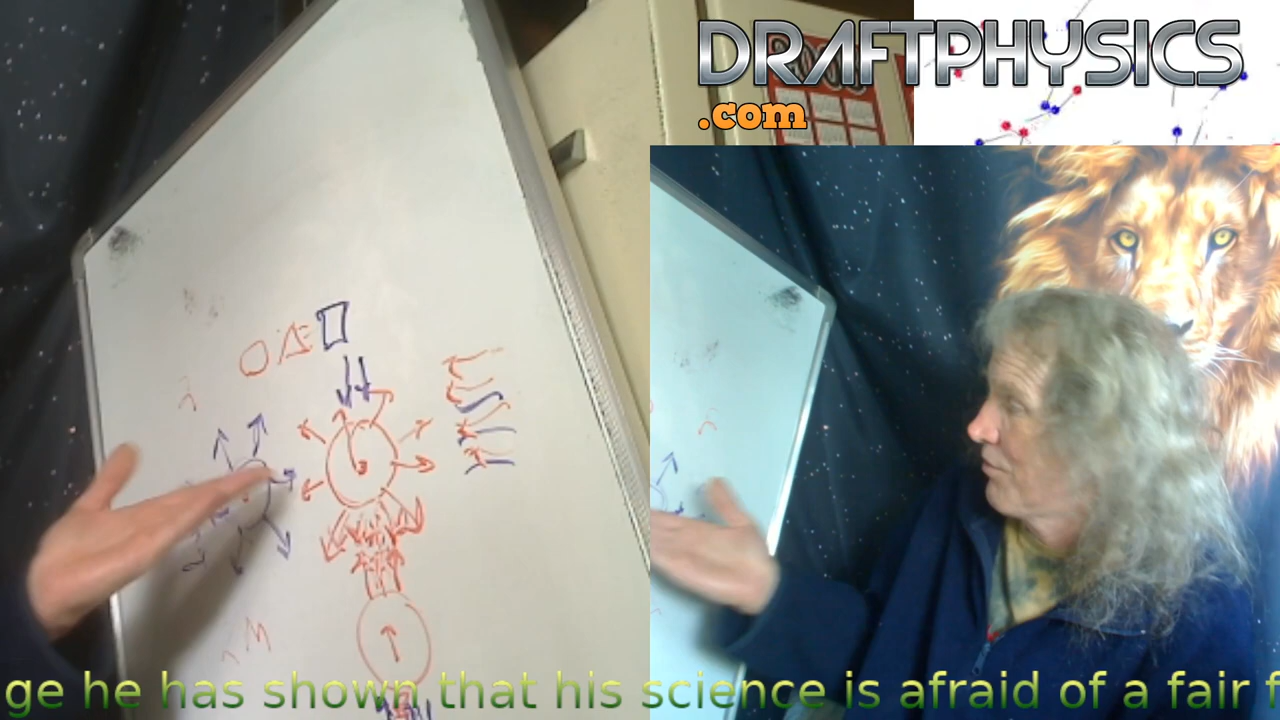 DRAFTPHYSICS
.com
ge he has shown that his science is afraid of a fair f